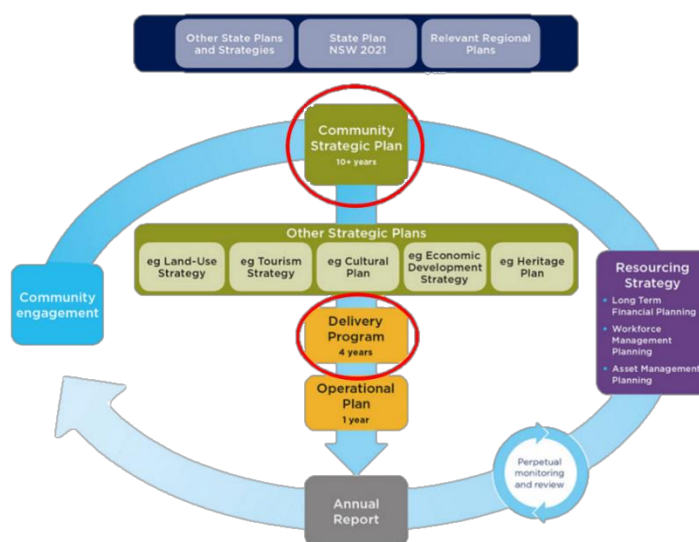 Other State Plans
and Strategies
State Plan
NSW 2021
Relevant Regional
Plans
Community
Strategic Plan
10+ years
Other Strategic Plans
eg Land-Use
Strategy
eg Tourism
Strategy
eg Cultural
Plan
eg Economic
Development
Strategy
eg Heritage
Plan
Community
engagement
Resourcing
Strategy
• Long Term
Financial Planning
• Workforce
Management
Planning
• Asset Management
Planning
Delivery
Program
4 years
Operational
Plan
1 year
Perpetual
monitoring
and review
Annual
Report